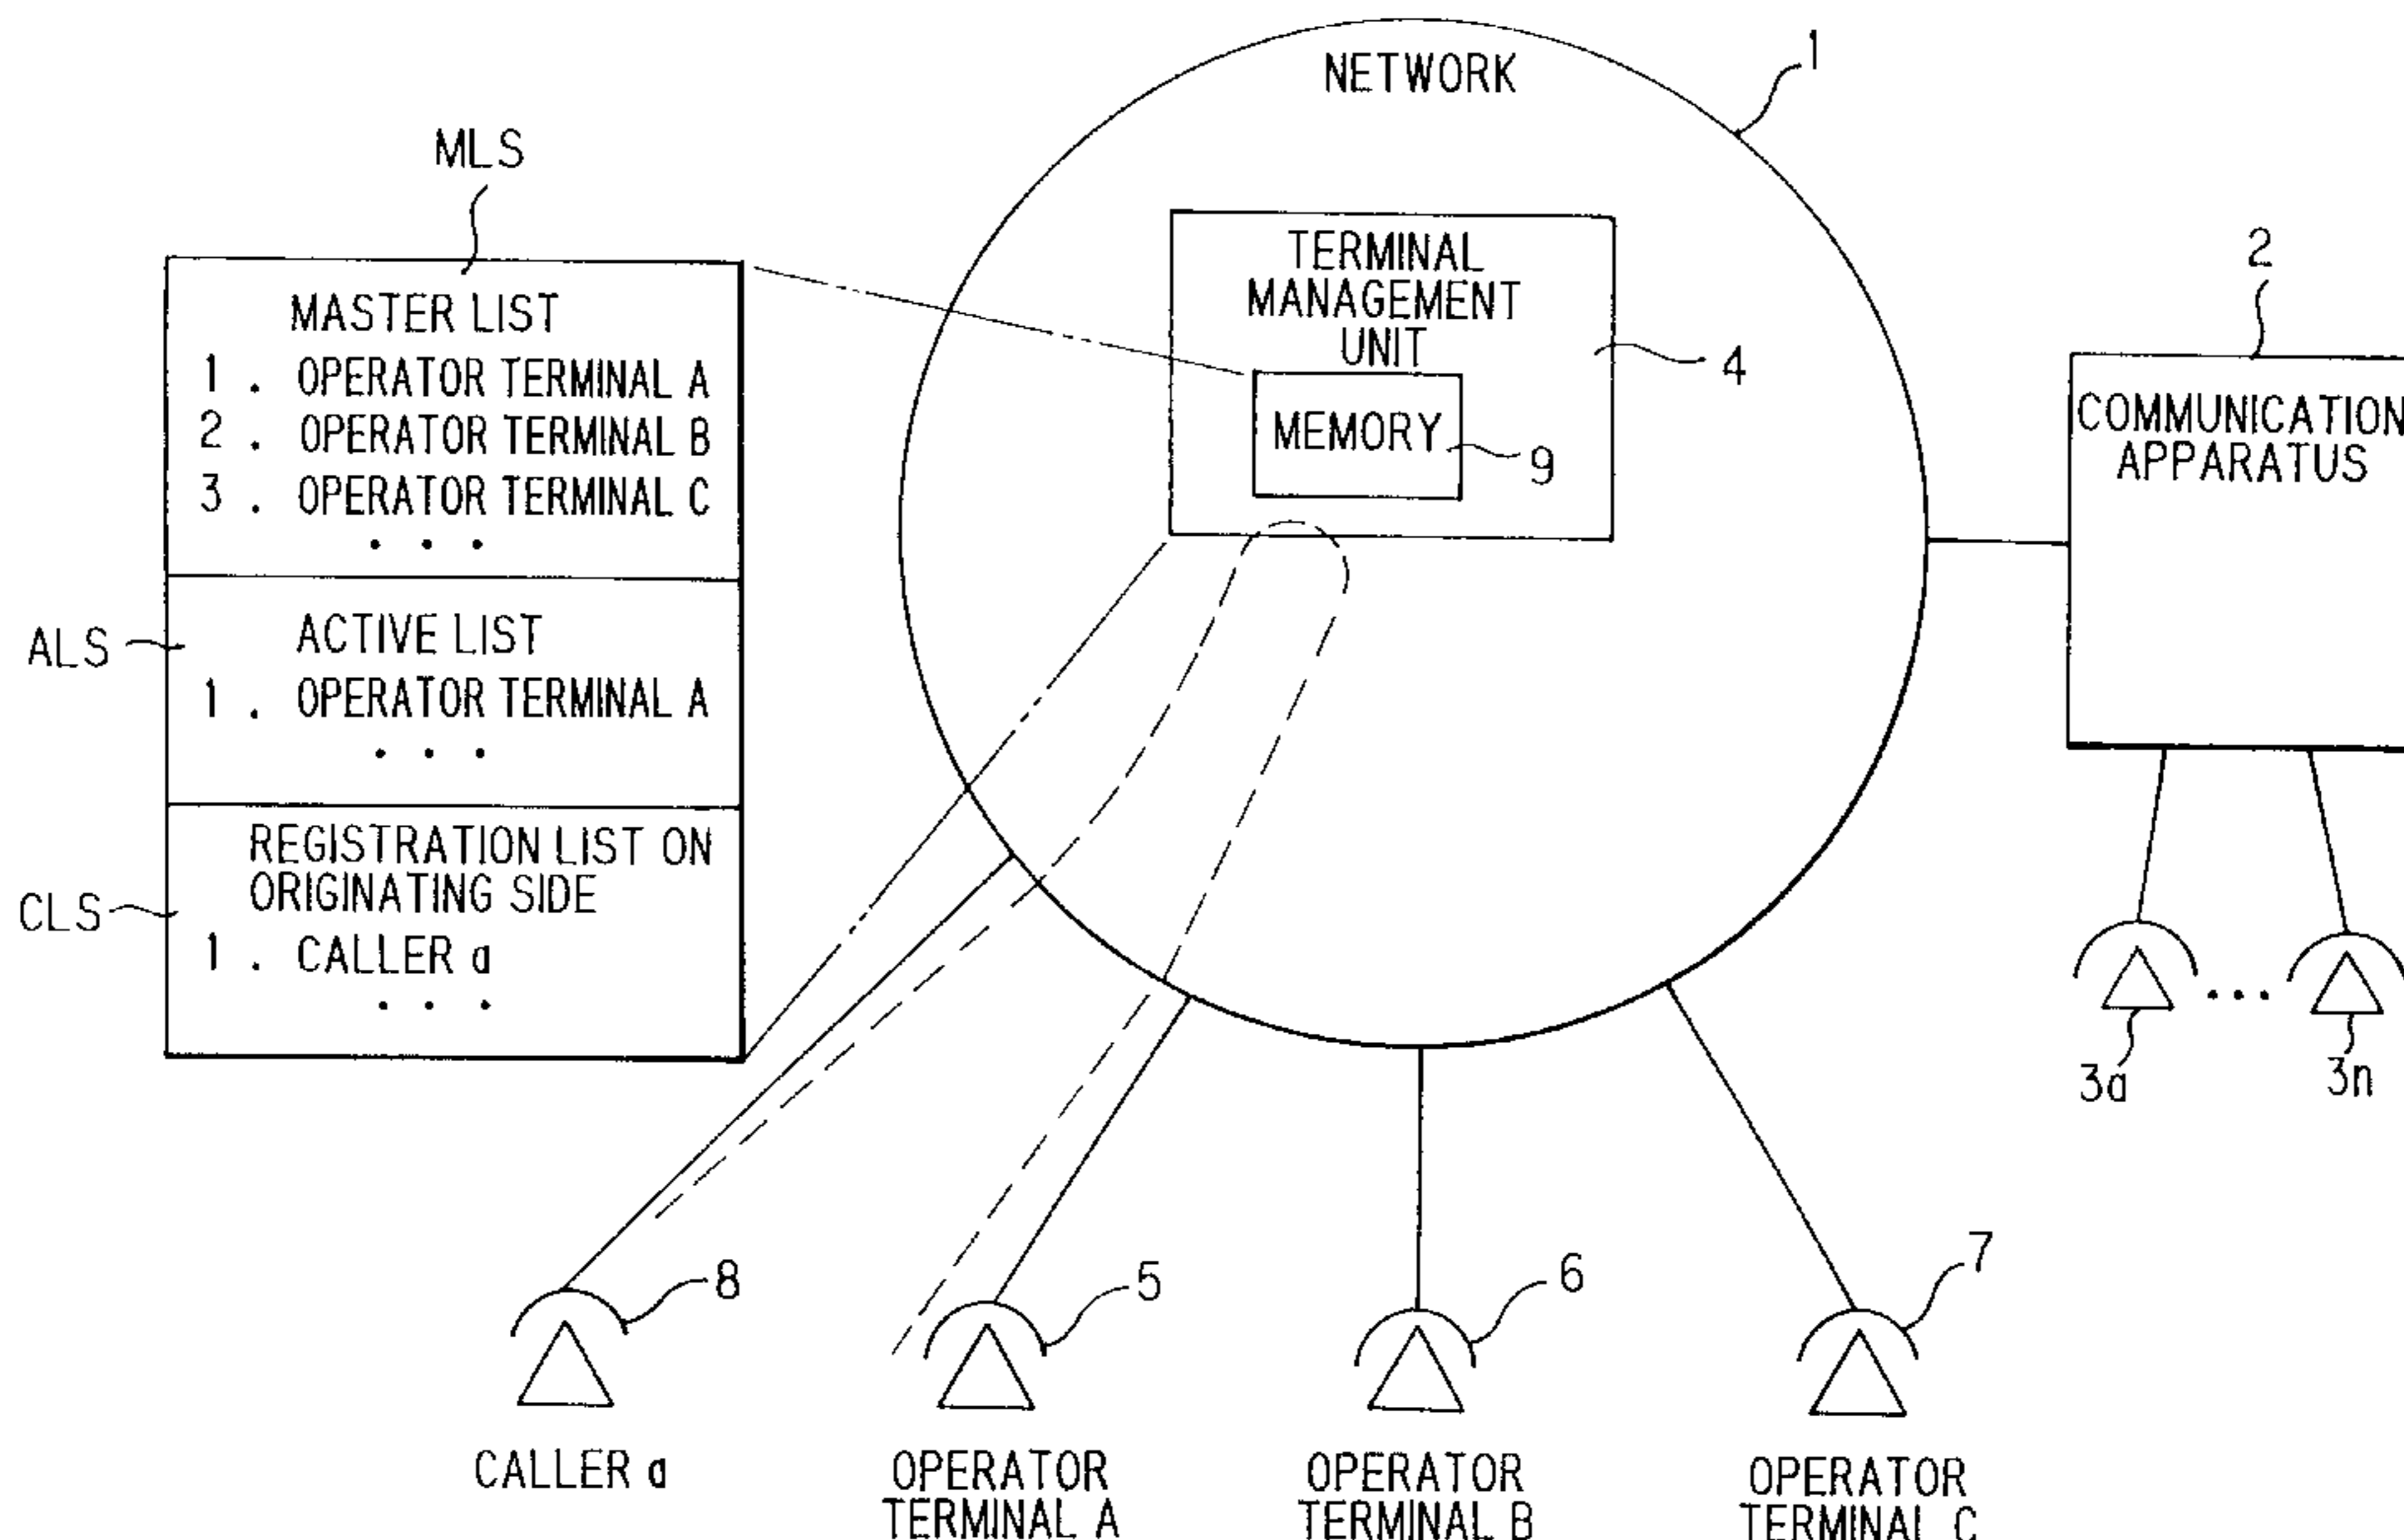 NETWORK
1
MLS
MASTER LIST
1 . OPERATOR TERMINAL A
2 . OPERATOR TERMINAL B
3 . OPERATOR TERMINAL C
. . .
ALS
ACTIVE LIST
1 . OPERATOR TERMINAL A
. . .
CLS
REGISTRATION LIST ON
ORIGINATING SIDE
1 . CALLER a
. . .
TERMINAL
MANAGEMENT
UNIT
4
MEMORY
9
2
COMMUNICATION
APPARATUS
...
3a
3n
8
5
6
7
CALLER a
OPERATOR
TERMINAL A
OPERATOR
TERMINAL B
OPERATOR
TERMINAL C